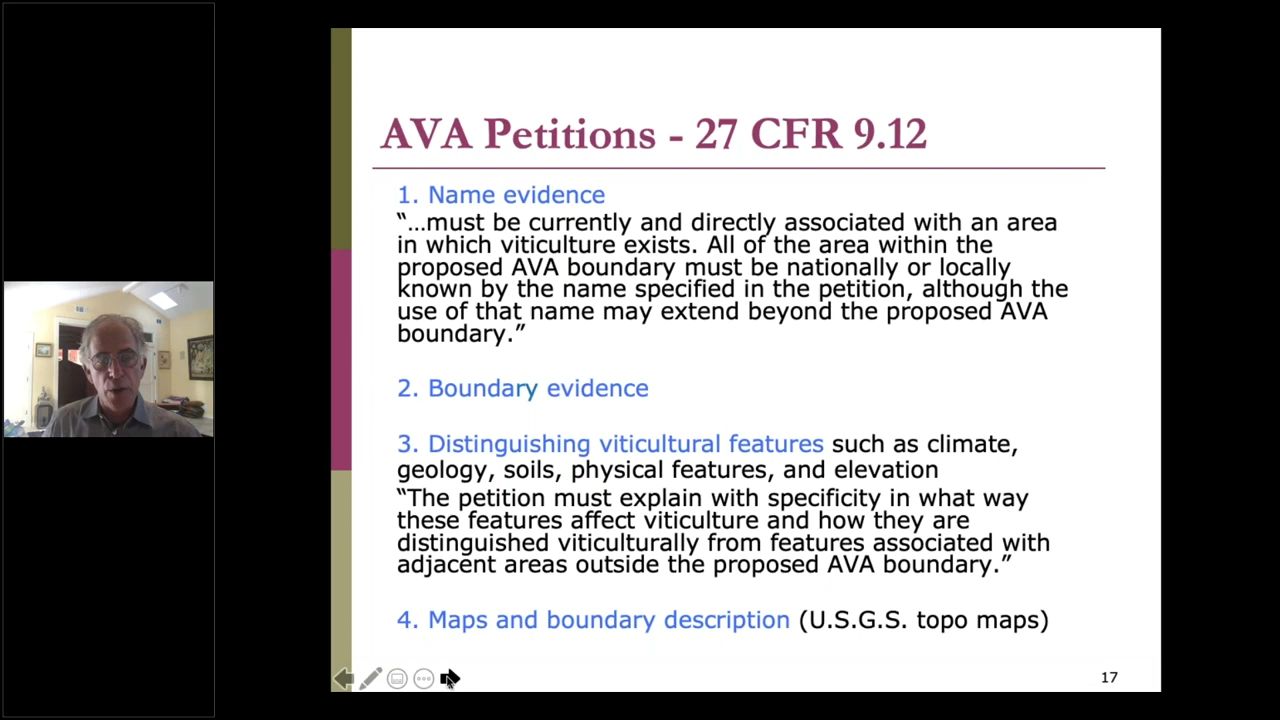 AVA Petitions - 27 CFR 9.12
1. Name evidence
“…must be currently and directly associated with an area
in which viticulture exists. All of the area within the
proposed AVA boundary must be nationally or locally
known by the name specified in the petition, although the
use of that name may extend beyond the proposed AVA
boundary.”
2. Boundary evidence
3. Distinguishing viticultural features such as climate,
geology, soils, physical features, and elevation
“The petition must explain with specificity in what way
these features affect viticulture and how they are
distinguished viticulturally from features associated with
adjacent areas outside the proposed AVA boundary.”
4. Maps and boundary description (U.S.G.S. topo maps)
17